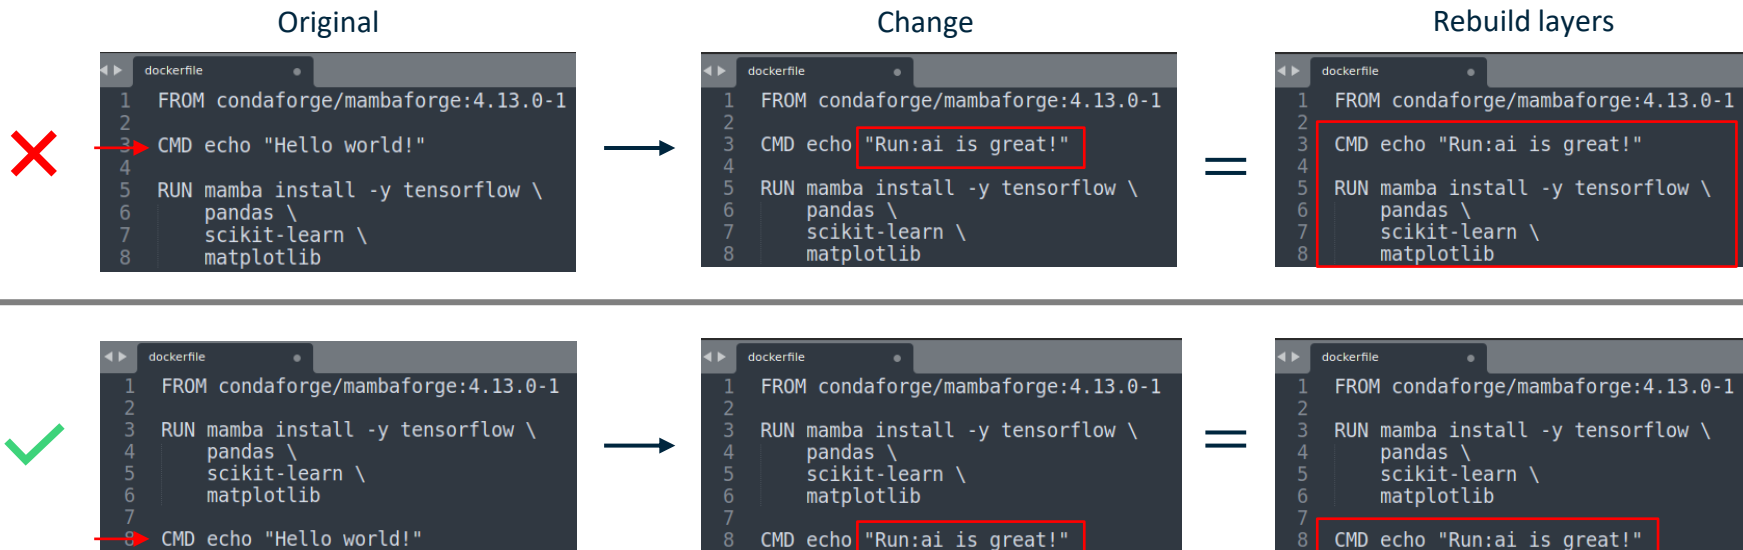 Original
Change
Rebuild layers
dockerfile
1 FROM condaforge/mambaforge:4.13.0-1
2
3 CMD echo "Hello world!"
4
5 RUN mamba install -y tensorflow \
6 pandas \
7 scikit-learn \
8 matplotlib
dockerfile
1 FROM condaforge/mambaforge:4.13.0-1
2
3 CMD echo "Run:ai is great!"
4
5 RUN mamba install -y tensorflow \
6 pandas \
7 scikit-learn \
8 matplotlib
dockerfile
1 FROM condaforge/mambaforge:4.13.0-1
2
3 CMD echo "Run:ai is great!"
4
5 RUN mamba install -y tensorflow \
6 pandas \
7 scikit-learn \
8 matplotlib
dockerfile
1 FROM condaforge/mambaforge:4.13.0-1
2
3 RUN mamba install -y tensorflow \
4 pandas \
5 scikit-learn \
6 matplotlib
7
8 CMD echo "Hello world!"
dockerfile
1 FROM condaforge/mambaforge:4.13.0-1
2
3 RUN mamba install -y tensorflow \
4 pandas \
5 scikit-learn \
6 matplotlib
7
8 CMD echo "Run:ai is great!"
dockerfile
1 FROM condaforge/mambaforge:4.13.0-1
2
3 RUN mamba install -y tensorflow \
4 pandas \
5 scikit-learn \
6 matplotlib
7
8 CMD echo "Run:ai is great!"